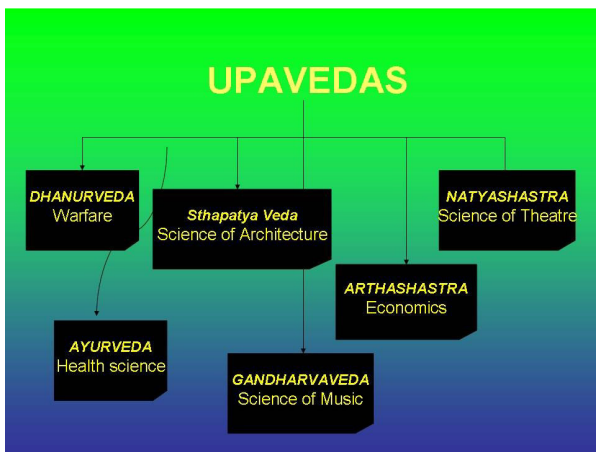 UPAVEDAS
DHANURVEDA
Warfare
Sthapatya Veda
Science of Architecture
NATYASHASTRA
Science of Theatre
ARTHASHASTRA
Economics
AYURVEDA
Health science
GANDHARVAVEDA
Science of Music